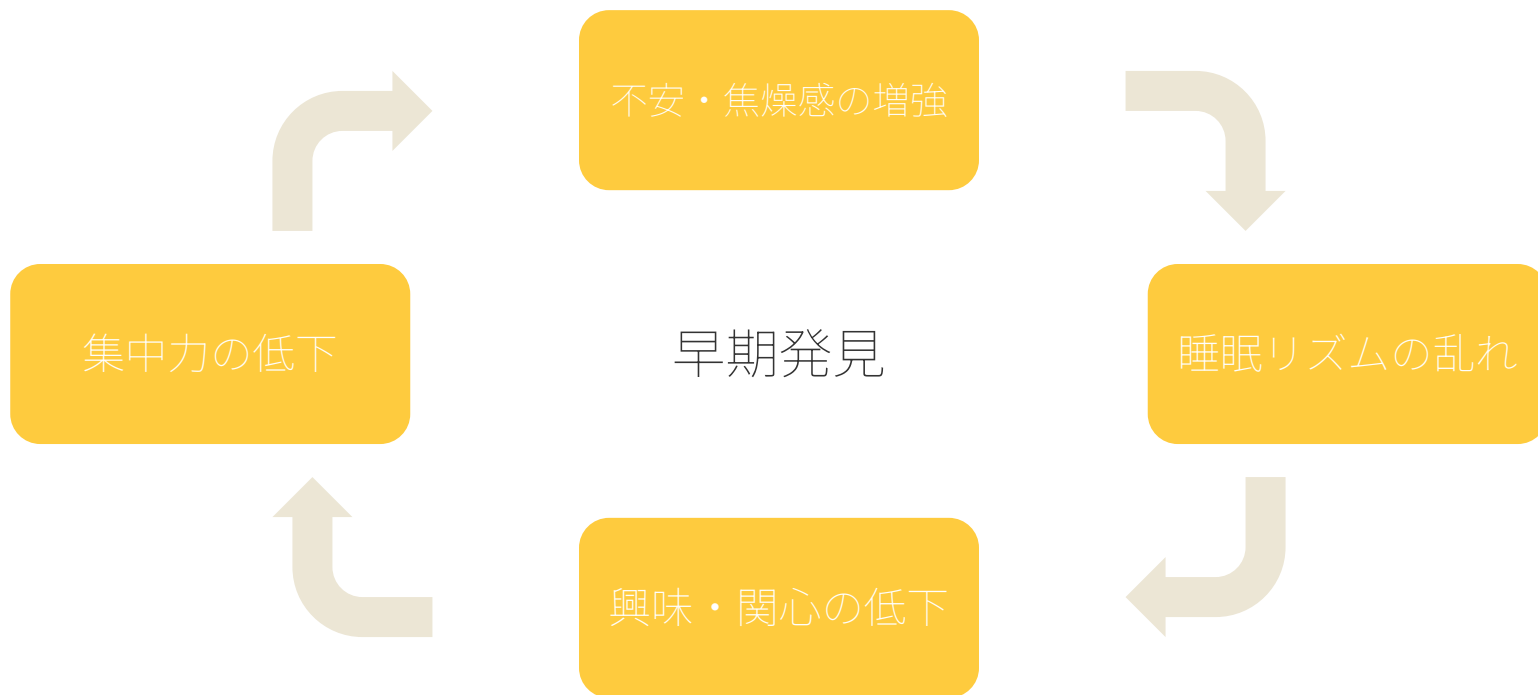 不安・焦燥感の増強
集中力の低下
早期発見
睡眠リズムの乱れ
興味・関心の低下